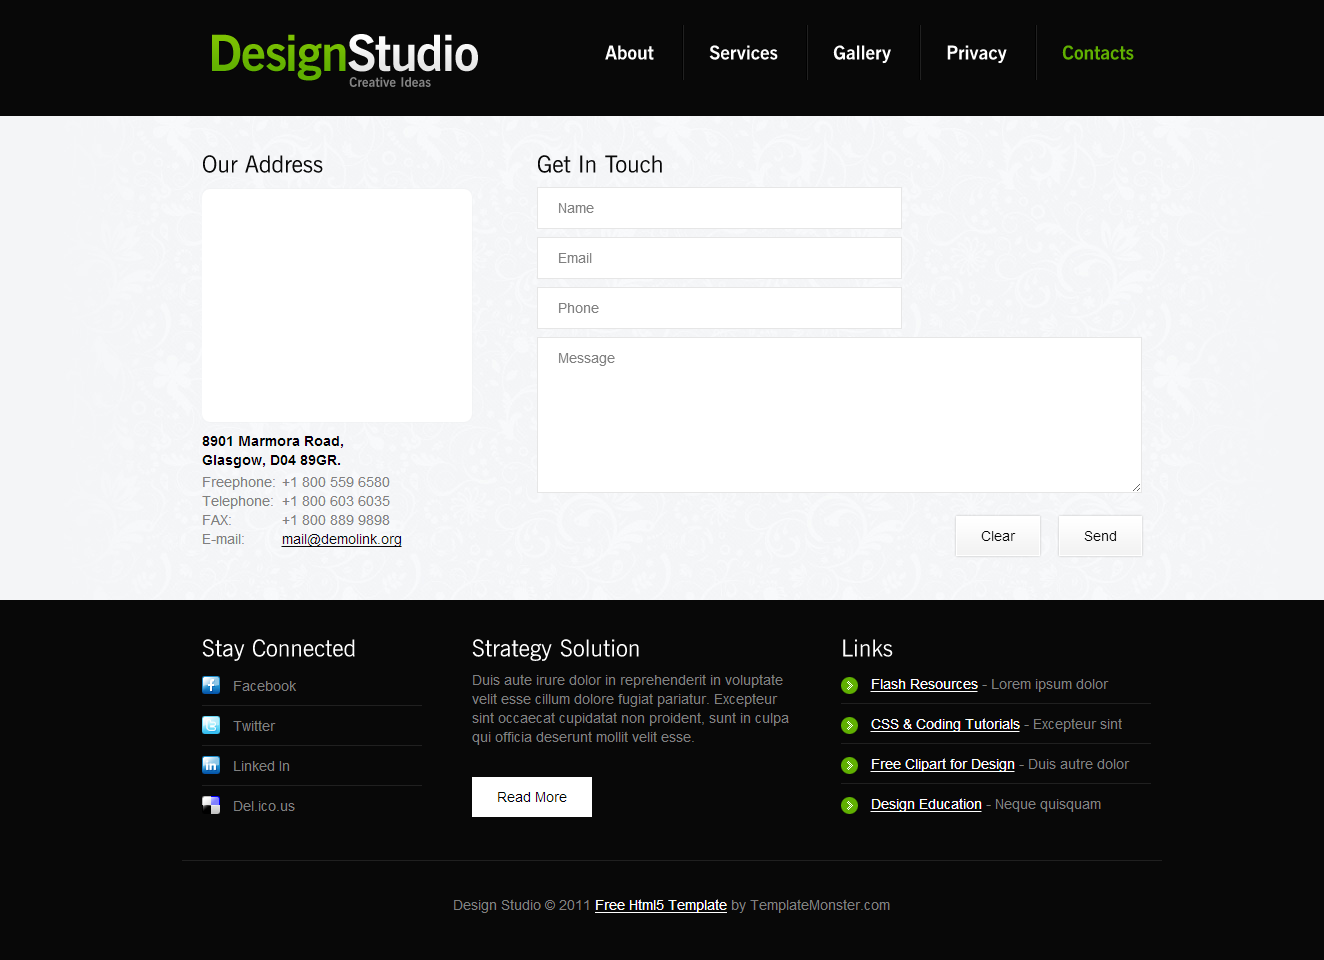 DesignStudio
Creative Ideas
About
Services
Gallery
Privacy
Contacts
Our Address
8901 Marmora Road,
Glasgow, D04 89GR.
Freephone: +1 800 559 6580
Telephone: +1 800 603 6035
FAX: +1 800 889 9898
E-mail: mail@demolink.org
Get In Touch
Name
Email
Phone
Message
Clear
Send
Stay Connected
Facebook
Twitter
Linked In
Del.ico.us
Strategy Solution
Duis aute irure dolor in reprehenderit in voluptate
velit esse cillum dolore fugiat pariatur. Excepteur
sint occaecat cupidatat non proident, sunt in culpa
qui officia deserunt mollit velit esse.
Read More
Links
Flash Resources - Lorem ipsum dolor
CSS & Coding Tutorials - Excepteur sint
Free Clipart for Design - Duis autre dolor
Design Education - Neque quisquam
Design Studio © 2011 Free Html5 Template by TemplateMonster.com